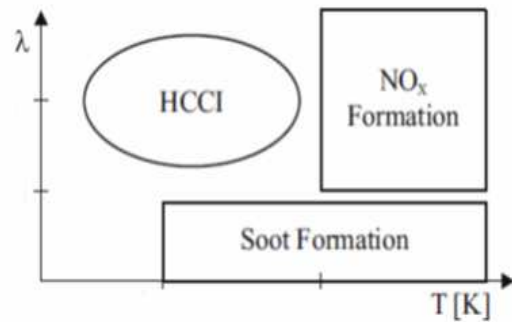 λ
HCCI
NOₓ
Formation
Soot Formation
T [K]